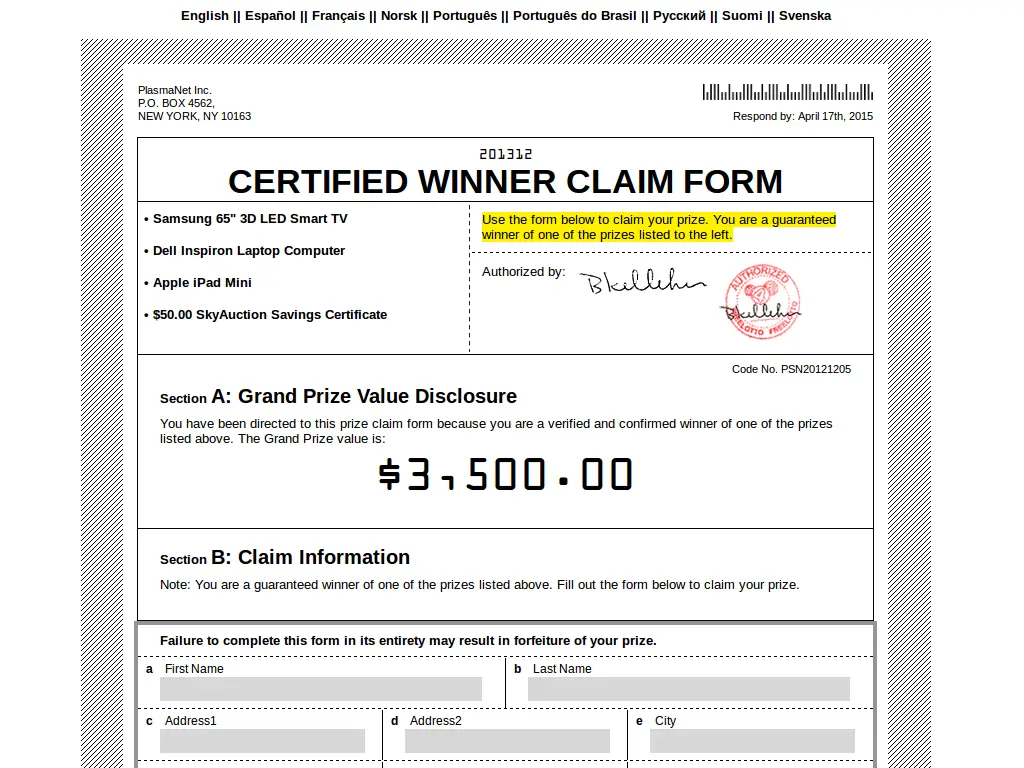 English || Español || Français || Norsk || Português || Português do Brasil || Русский || Suomi || Svenska
PlasmaNet Inc.
P.O. BOX 4562,
NEW YORK, NY 10163
Respond by: April 17th, 2015
201312
CERTIFIED WINNER CLAIM FORM
• Samsung 65" 3D LED Smart TV
• Dell Inspiron Laptop Computer
• Apple iPad Mini
• $50.00 SkyAuction Savings Certificate
Use the form below to claim your prize. You are a guaranteed
winner of one of the prizes listed to the left.
Authorized by:
AUTHORIZED
FREELOTTO FREELOTTO
Code No. PSN20121205
Section A: Grand Prize Value Disclosure
You have been directed to this prize claim form because you are a verified and confirmed winner of one of the prizes
listed above. The Grand Prize value is:
$3,500.00
Section B: Claim Information
Note: You are a guaranteed winner of one of the prizes listed above. Fill out the form below to claim your prize.
Failure to complete this form in its entirety may result in forfeiture of your prize.
a First Name
b Last Name
c Address1
d Address2
e City